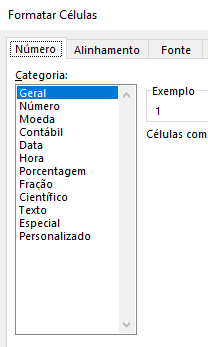 Formatar Células
Número Alinhamento Fonte
Categoria:
Geral
Número
Moeda
Contábil
Data
Hora
Porcentagem
Fração
Científico
Texto
Especial
Personalizado
Exemplo
1
Células com